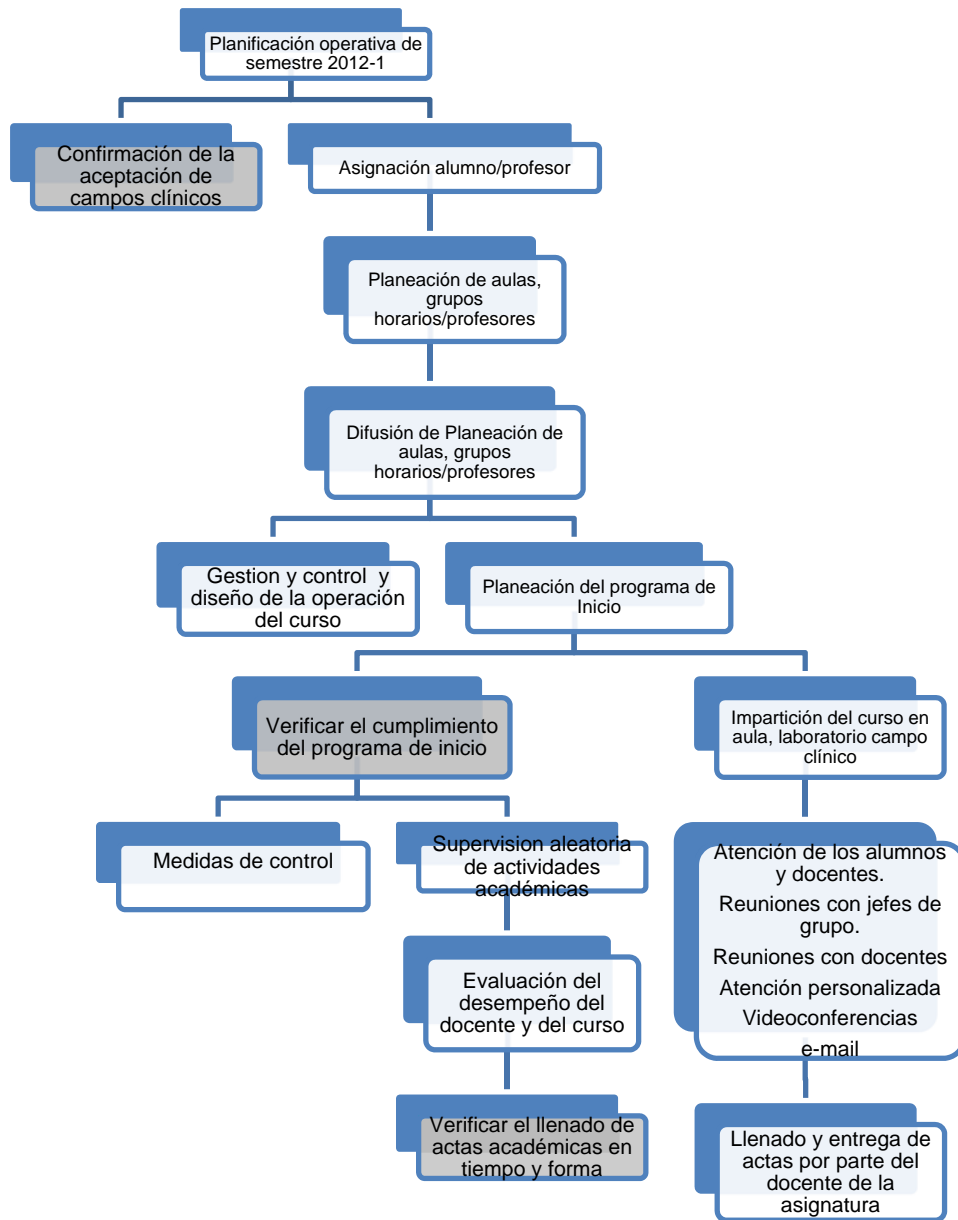 Planificación operativa de
semestre 2012-1
Confirmación de la
aceptación de
campos clínicos
Asignación alumno/profesor
Planeación de aulas,
grupos
horarios/profesores
Difusión de Planeación de
aulas, grupos
horarios/profesores
Gestion y control y
diseño de la operación
del curso
Planeación del programa de
Inicio
Verificar el cumplimiento
del programa de inicio
Impartición del curso en
aula, laboratorio campo
clínico
Medidas de control
Supervision aleatoria
de actividades
académicas
Atención de los alumnos
y docentes.
Reuniones con jefes de
grupo.
Reuniones con docentes
Atención personalizada
Videoconferencias
e-mail
Evaluación del
desempeño del
docente y del curso
Verificar el llenado de
actas académicas en
tiempo y forma
Llenado y entrega de
actas por parte del
docente de la
asignatura